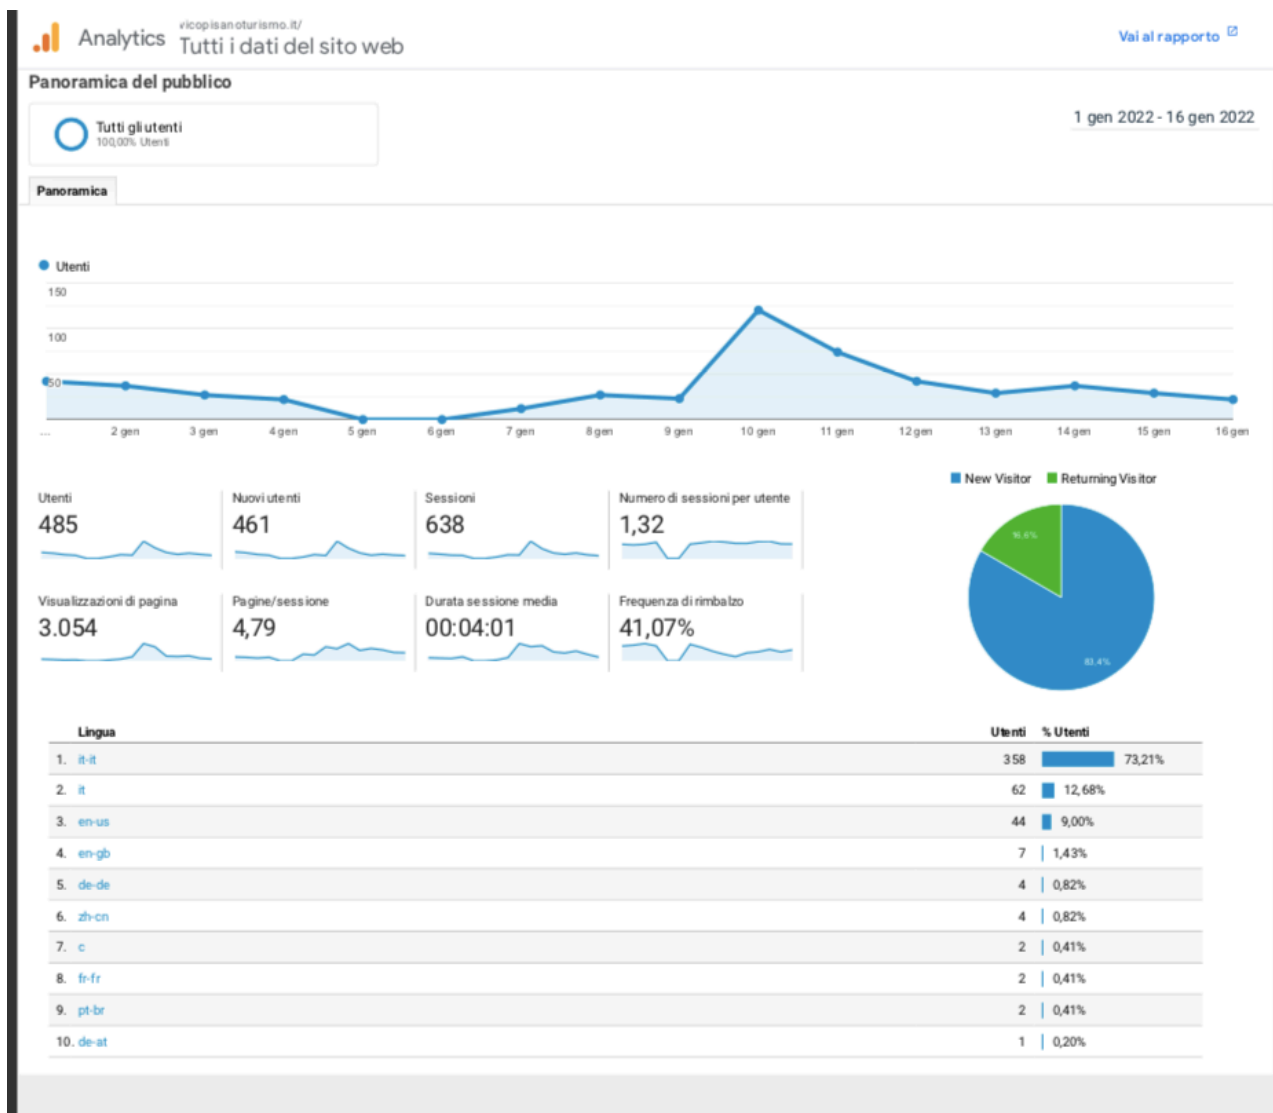 Analytics
vicopisanoturismo.it/
Tutti i dati del sito web
Vai al rapporto
Panoramica del pubblico
Tutti gli utenti
100,00% Utenti
1 gen 2022 - 16 gen 2022
Panoramica
Utenti
150
100
50
... 2 gen 3 gen 4 gen 5 gen 6 gen 7 gen 8 gen 9 gen 10 gen 11 gen 12 gen 13 gen 14 gen 15 gen 16 gen
New Visitor Returning Visitor
16,6%
83,4%
Utenti Nuovi utenti Sessioni Numero di sessioni per utente
485 461 638 1,32
Visualizzazioni di pagina Pagine/sessione Durata sessione media Frequenza di rimbalzo
3.054 4,79 00:04:01 41,07%
Lingua Utenti % Utenti
1. it-it 358 73,21%
2. it 62 12,68%
3. en-us 44 9,00%
4. en-gb 7 1,43%
5. de-de 4 0,82%
6. zh-cn 4 0,82%
7. c 2 0,41%
8. fr-fr 2 0,41%
9. pt-br 2 0,41%
10. de-at 1 0,20%